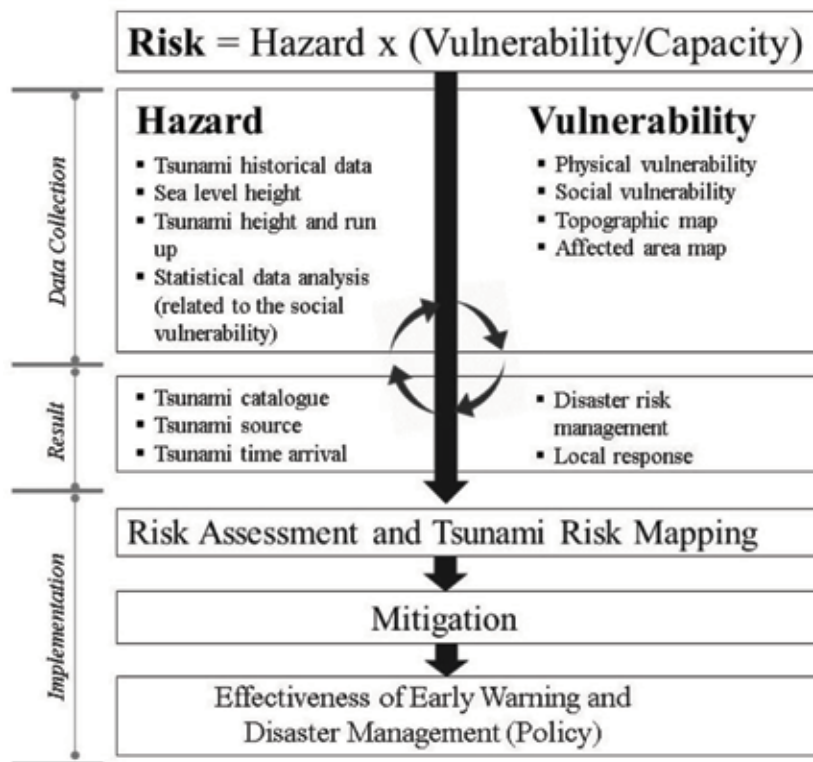 Risk = Hazard x (Vulnerability/Capacity)
Data Collection
Hazard
▪ Tsunami historical data
▪ Sea level height
▪ Tsunami height and run
up
▪ Statistical data analysis
(related to the social
vulnerability)
Vulnerability
▪ Physical vulnerability
▪ Social vulnerability
▪ Topographic map
▪ Affected area map
Result
▪ Tsunami catalogue
▪ Tsunami source
▪ Tsunami time arrival
▪ Disaster risk
management
▪ Local response
Implementation
Risk Assessment and Tsunami Risk Mapping
Mitigation
Effectiveness of Early Warning and
Disaster Management (Policy)